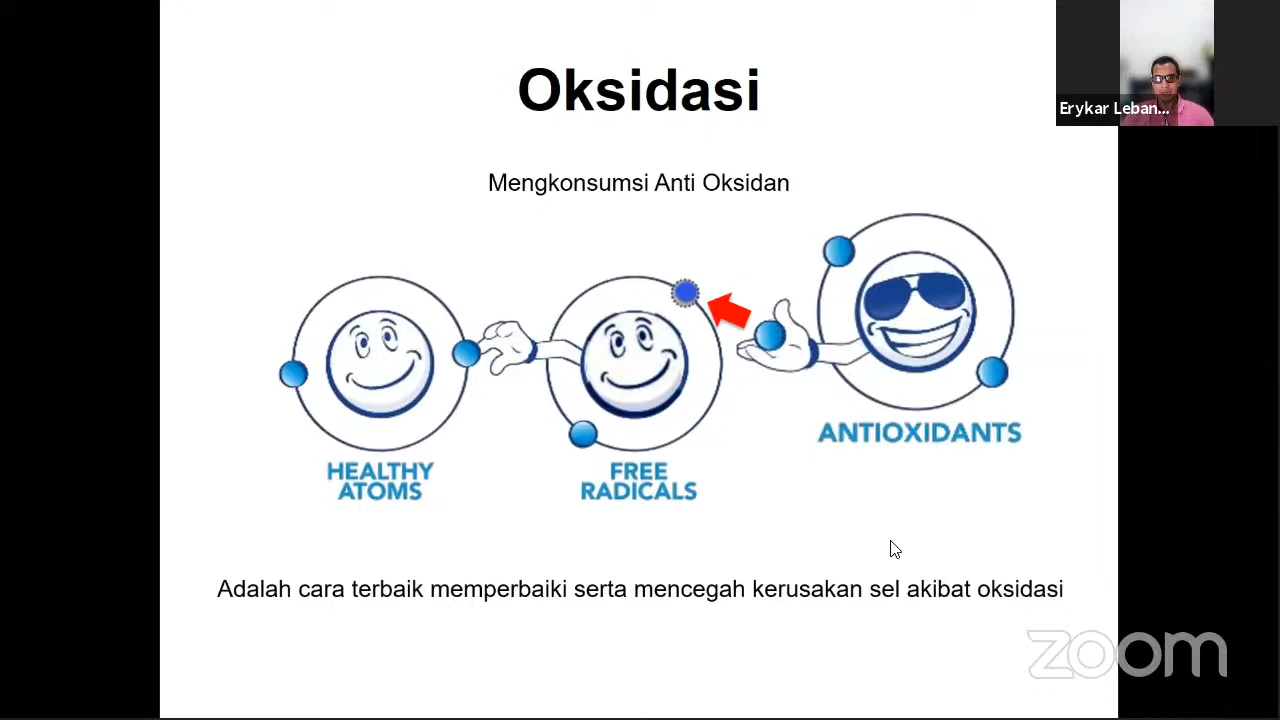 Oksidasi
Erykar Leban...
Mengkonsumsi Anti Oksidan
ANTIOXIDANTS
HEALTHY
ATOMS
FREE
RADICALS
Adalah cara terbaik memperbaiki serta mencegah kerusakan sel akibat oksidasi
zoom